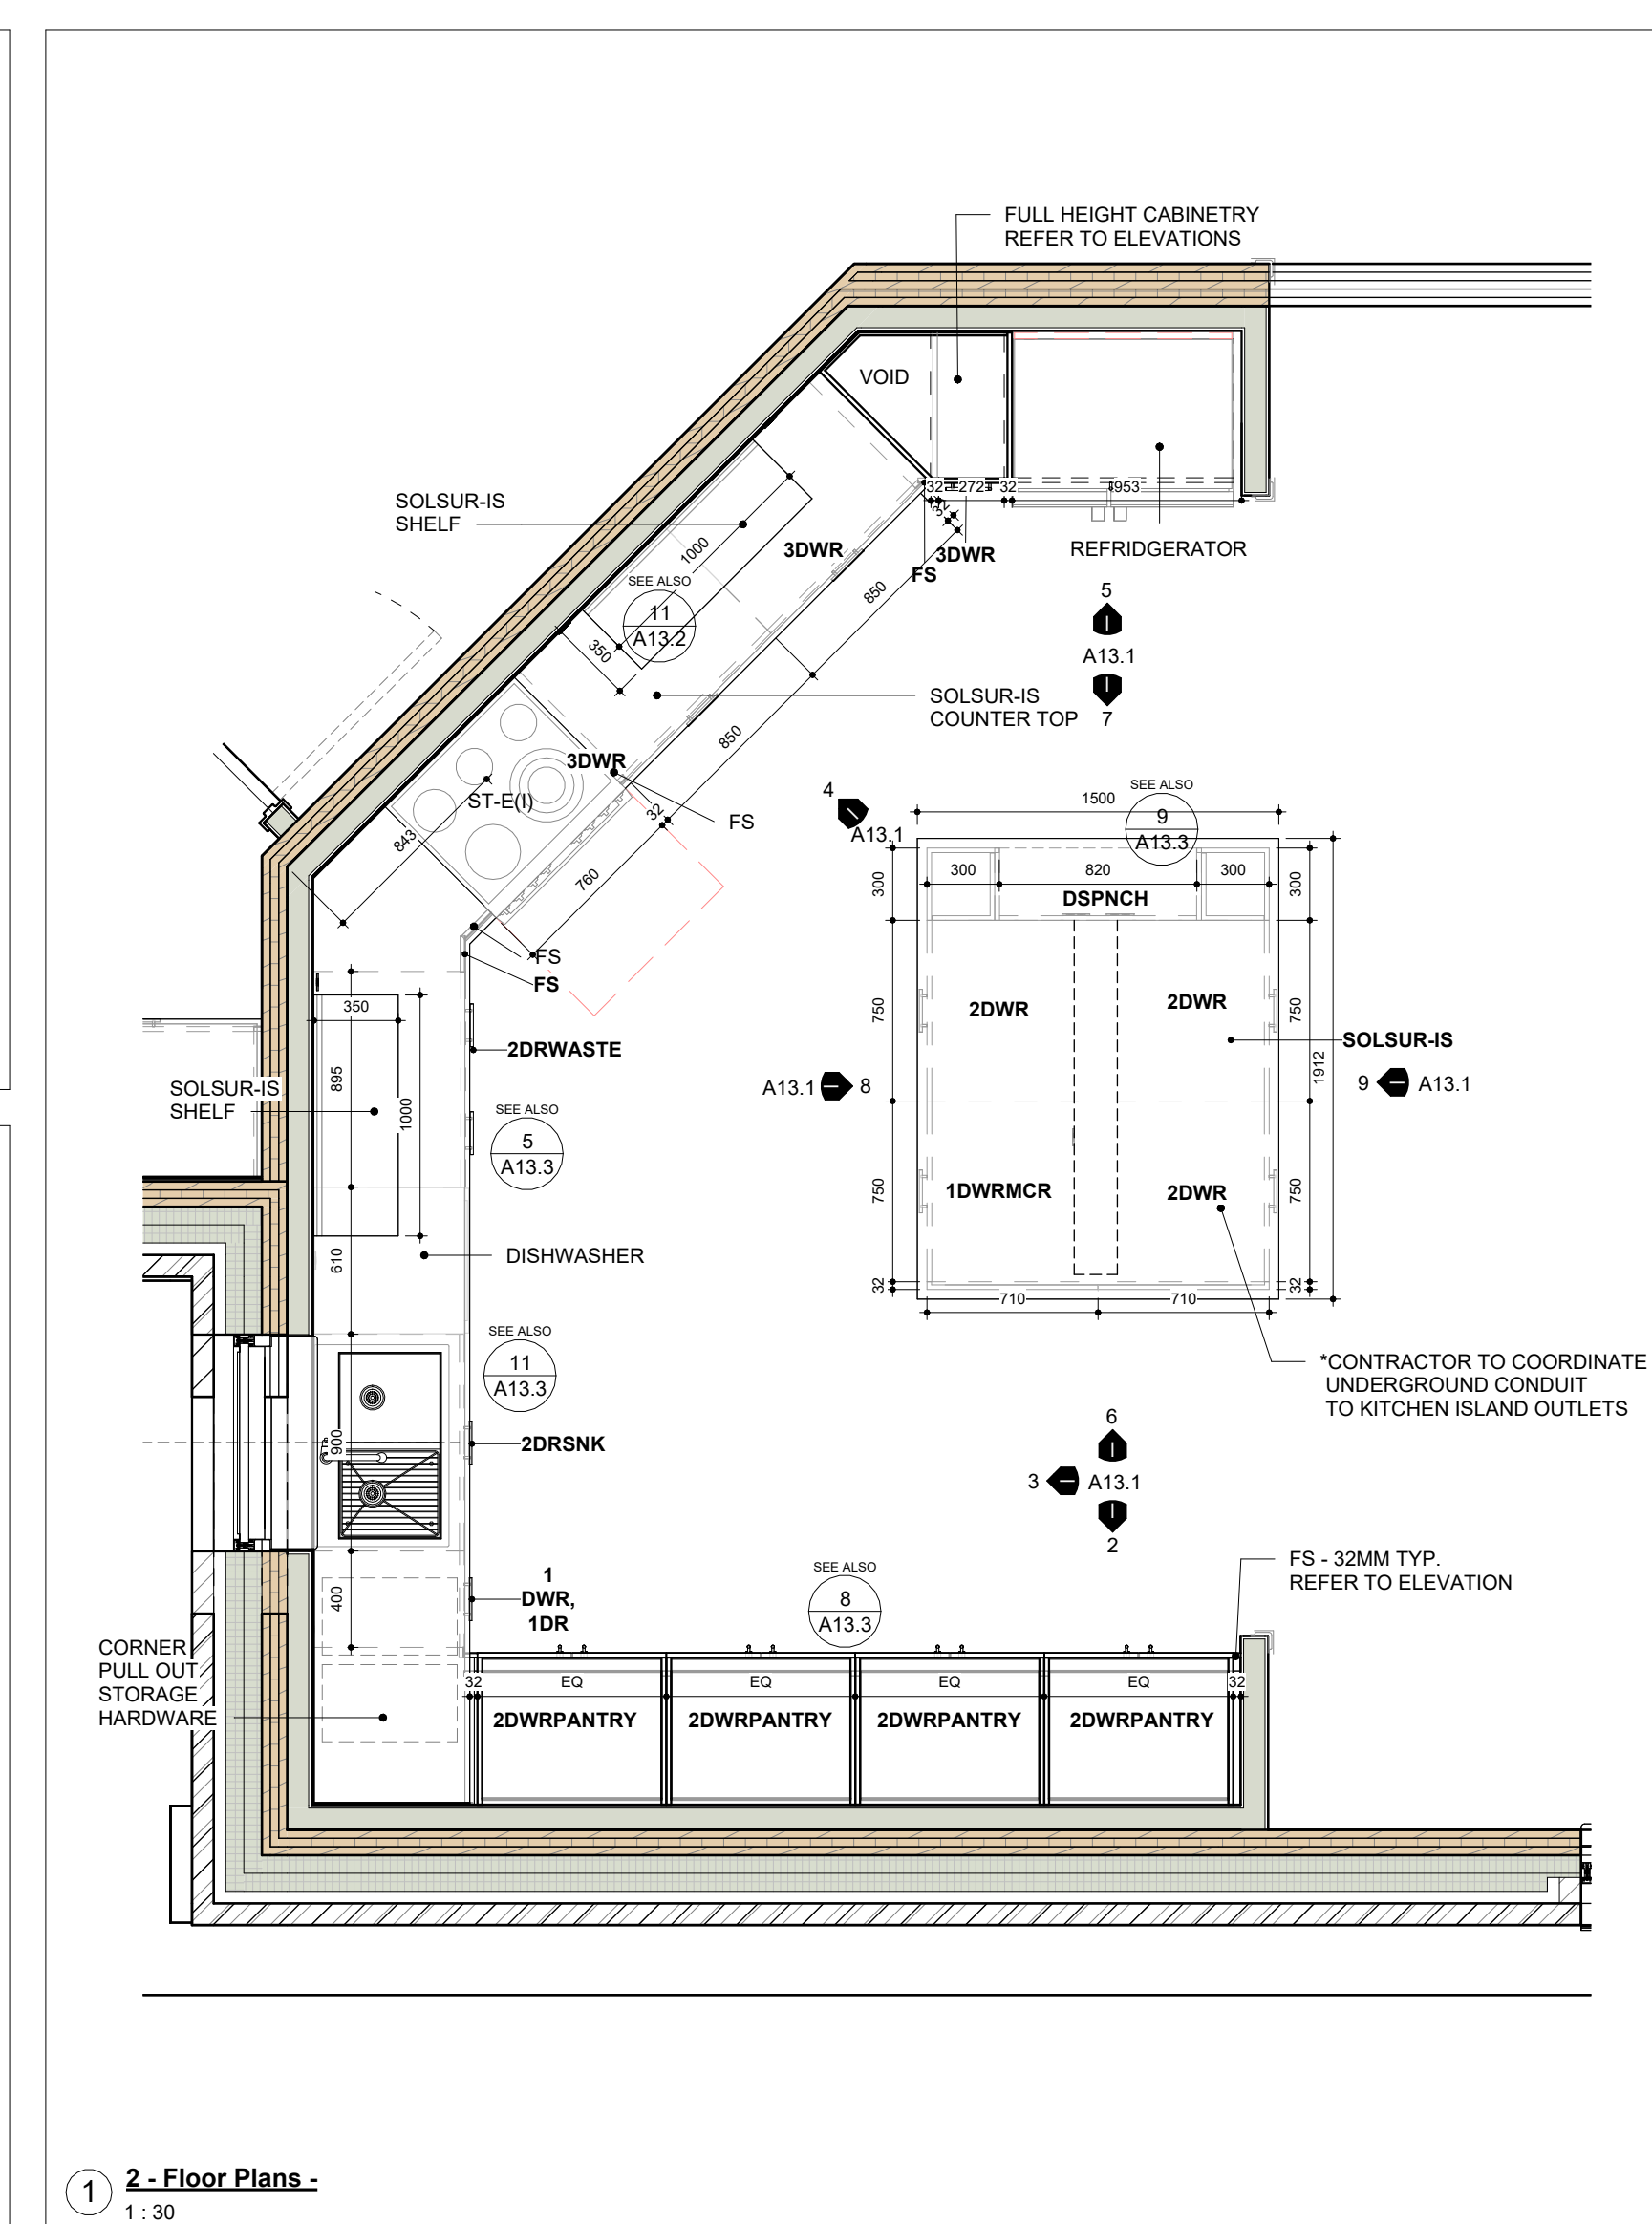 FULL HEIGHT CABINETRY
REFER TO ELEVATIONS
VOID
32
272
32
953
SOLSUR-IS
SHELF
3DWR
3DWR
FS
REFRIDGERATOR
32
1000
850
SEE ALSO
11
A13.2
350
5
A13.1
7
SOLSUR-IS
COUNTER TOP
850
3DWR
ST-E(I)
FS
32
843
760
4
A13.1
SEE ALSO
9
A13.3
1500
300
300
820
300
300
DSPNCH
FS
FS
350
2DRWASTE
895
1000
SOLSUR-IS
SHELF
SEE ALSO
5
A13.3
750
2DWR
2DWR
750
SOLSUR-IS
1912
A13.1
8
9
A13.1
750
1DWRMCR
2DWR
750
610
DISHWASHER
32
710
710
32
SEE ALSO
11
A13.3
*CONTRACTOR TO COORDINATE
UNDERGROUND CONDUIT
TO KITCHEN ISLAND OUTLETS
900
2DRSNK
6
3
A13.1
2
400
1
DWR,
1DR
SEE ALSO
8
A13.3
FS - 32MM TYP.
REFER TO ELEVATION
CORNER
PULL OUT
STORAGE
HARDWARE
32
EQ
EQ
EQ
EQ
32
2DWRPANTRY
2DWRPANTRY
2DWRPANTRY
2DWRPANTRY
1
2 - Floor Plans -
1 : 30